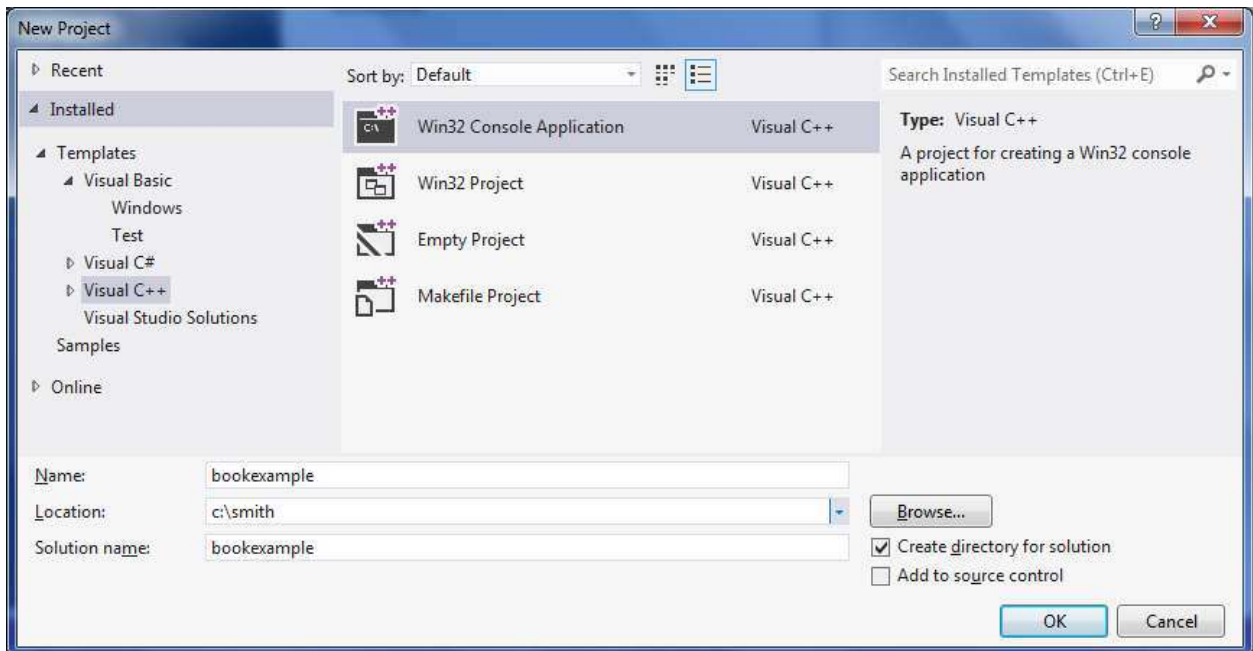 New Project
Recent
Installed
Templates
Visual Basic
Windows
Test
Visual C#
Visual C++
Visual Studio Solutions
Samples
Online
Sort by: Default
Win32 Console Application Visual C++
Win32 Project Visual C++
Empty Project Visual C++
Makefile Project Visual C++
Search Installed Templates (Ctrl+E)
Type: Visual C++
A project for creating a Win32 console
application
Name: bookexample
Location: c:\smith
Browse...
Solution name: bookexample
Create directory for solution
Add to source control
OK Cancel